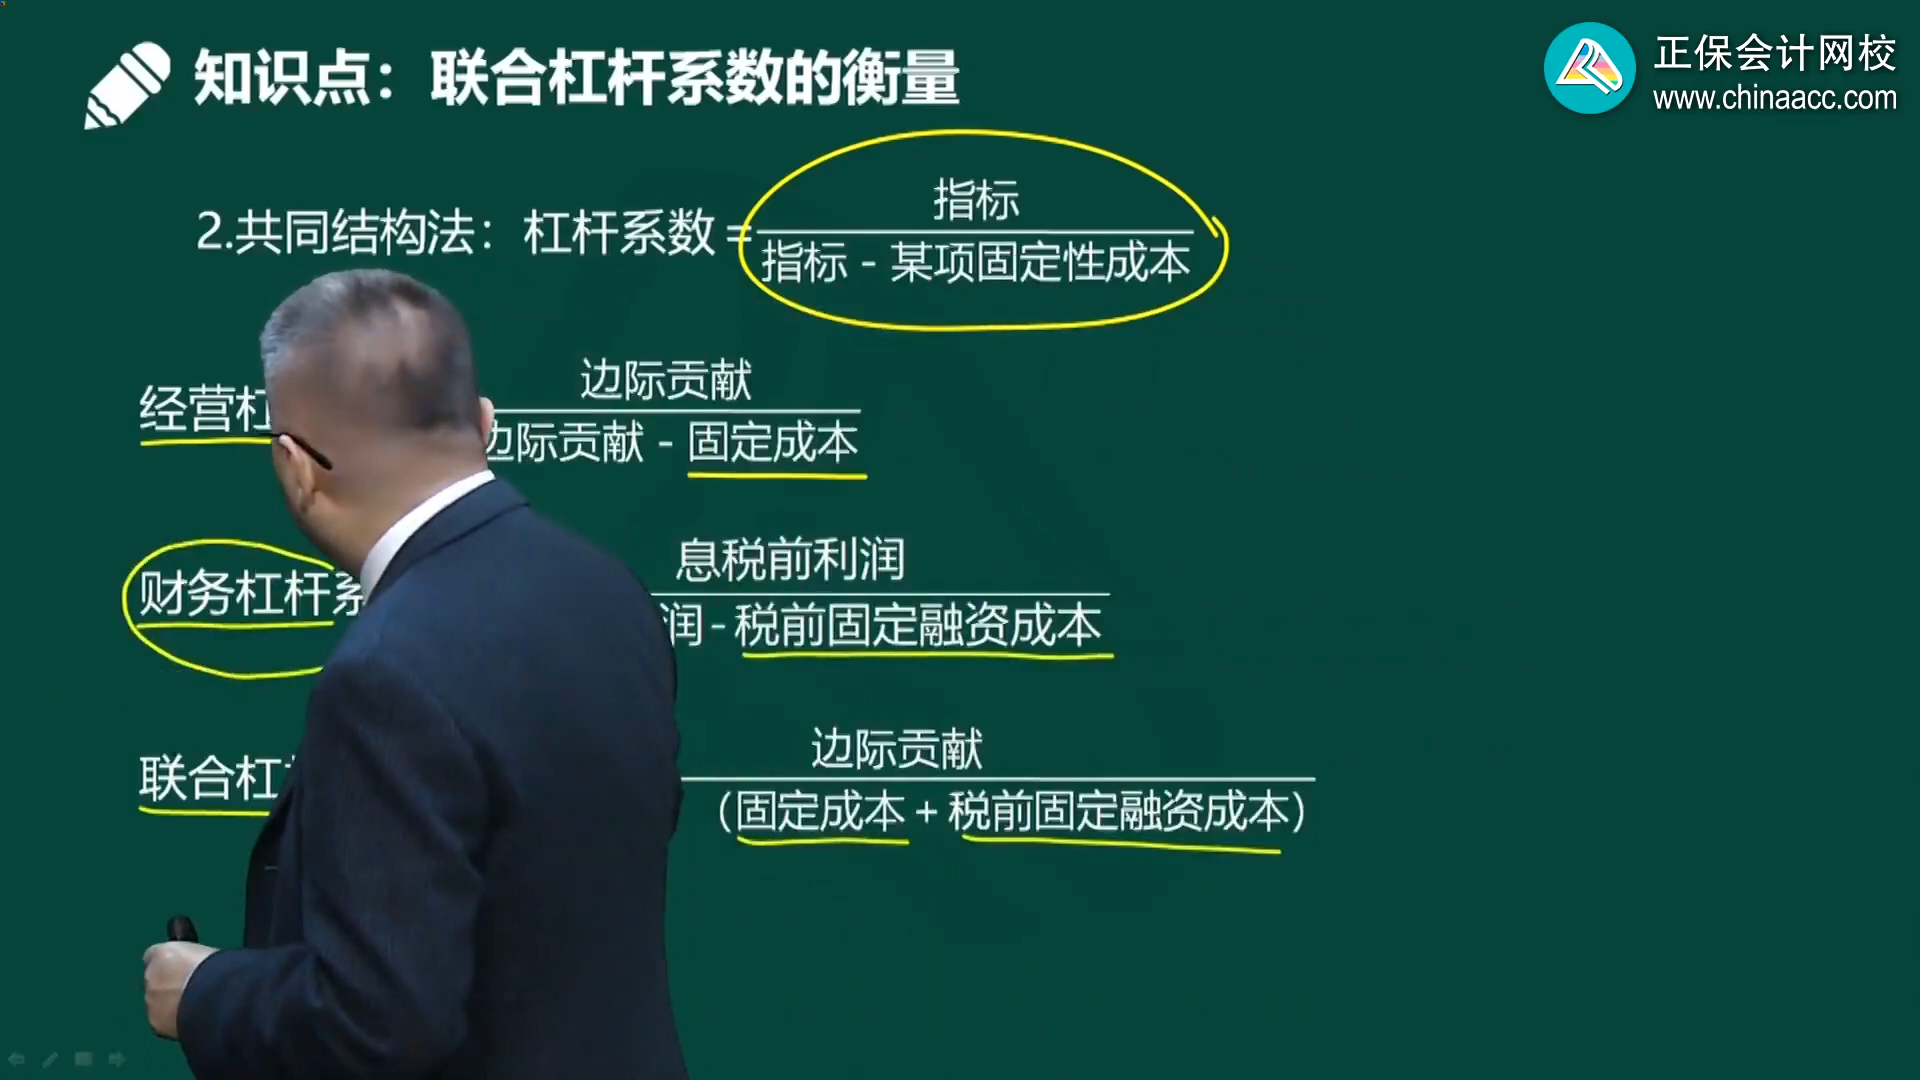 知识点：联合杠杆系数的衡量
正保会计网校
www.chinaacc.com
2.共同结构法：杠杆系数=
指标
指标-某项固定性成本
经营杠
边际贡献
边际贡献-固定成本
财务杠杆系
息税前利润
润-税前固定融资成本
联合杠
边际贡献
（固定成本+税前固定融资成本）